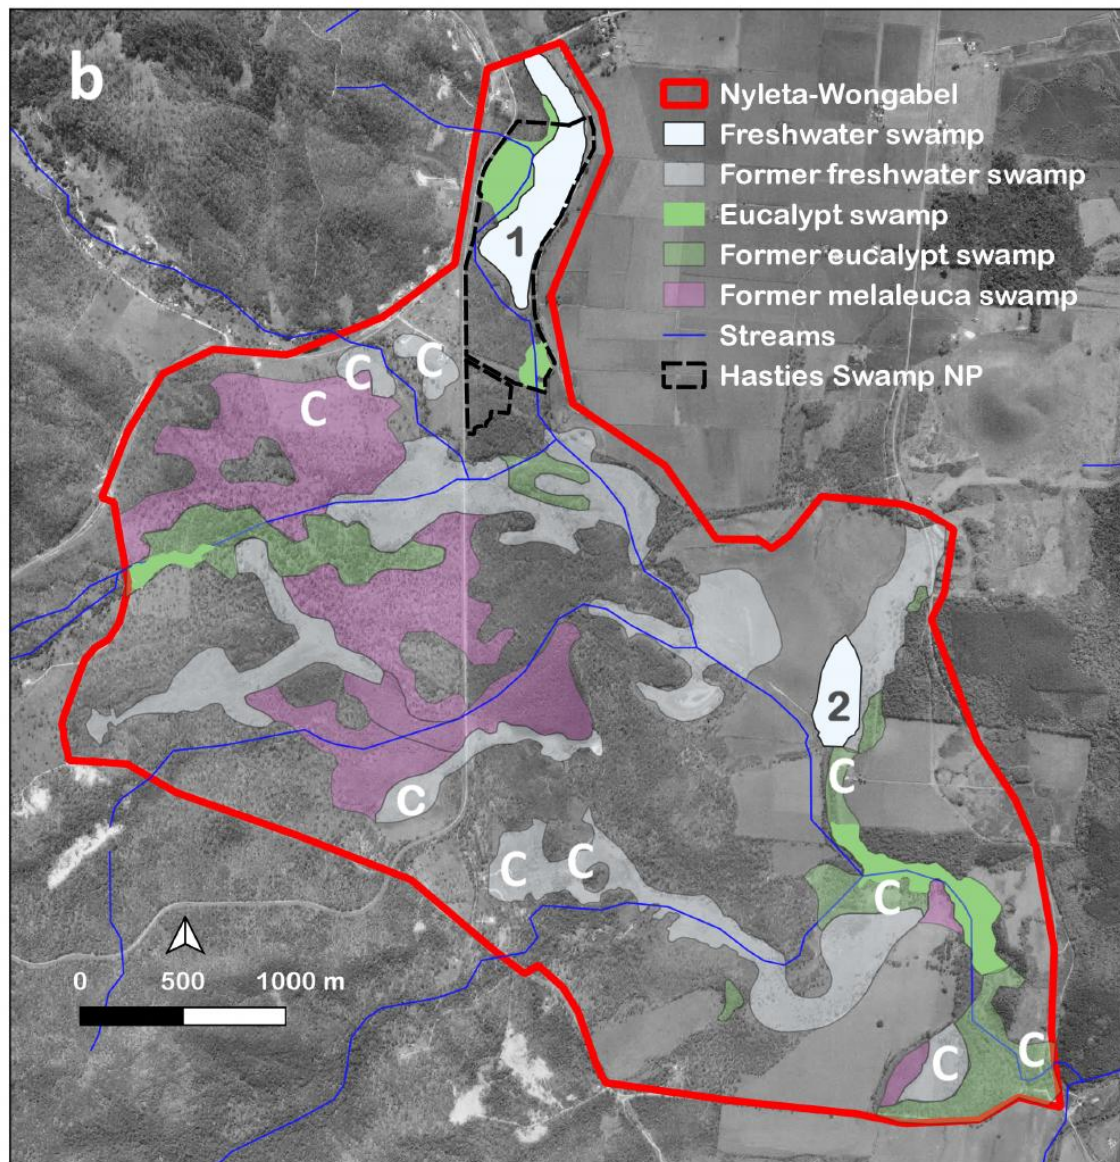 b
Nyleta-Wongabel
Freshwater swamp
Former freshwater swamp
Eucalypt swamp
Former eucalypt swamp
Former melaleuca swamp
Streams
Hasties Swamp NP
1
C
C
C
2
C
C
C
C
C
0 500 1000 m
C
C